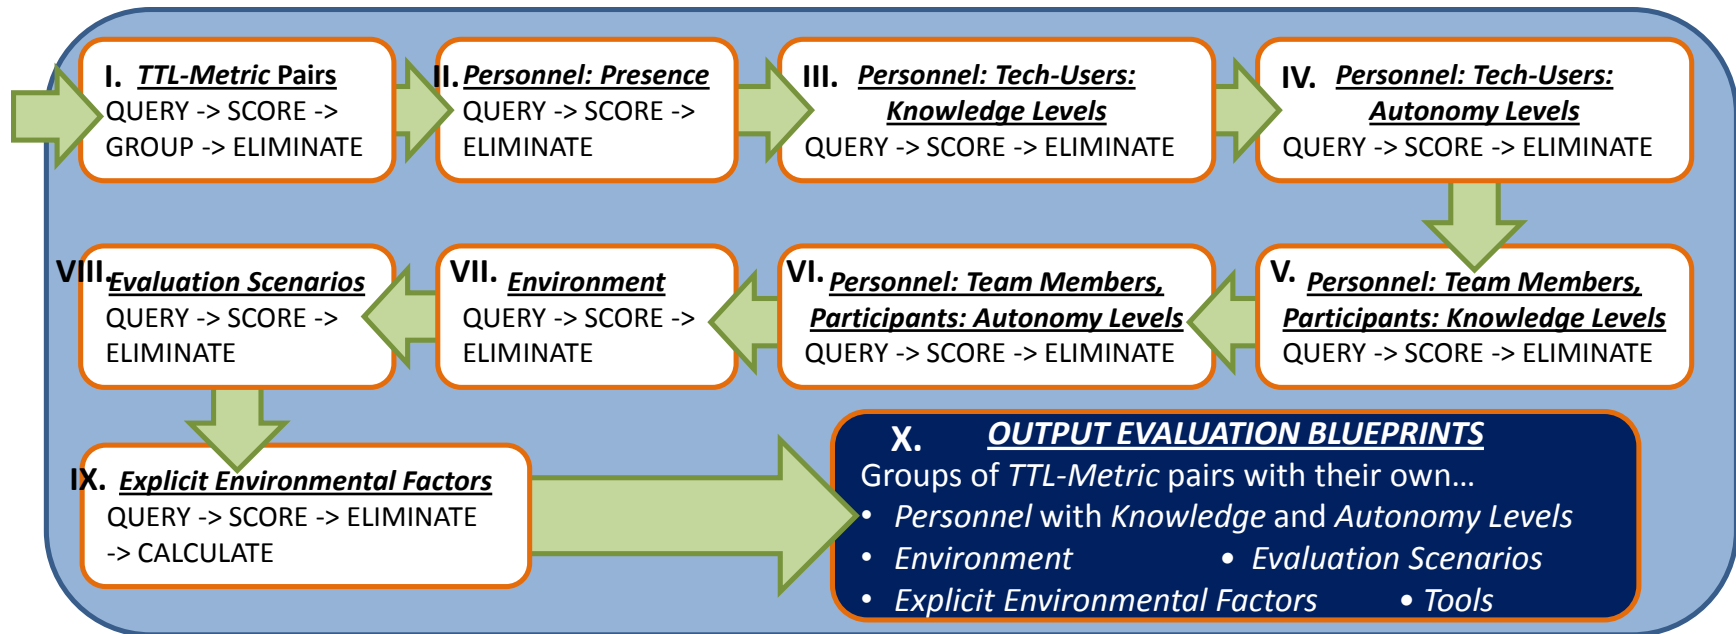 I. TTL-Metric Pairs
QUERY -> SCORE ->
GROUP -> ELIMINATE
II. Personnel: Presence
QUERY -> SCORE ->
ELIMINATE
III. Personnel: Tech-Users:
Knowledge Levels
QUERY -> SCORE -> ELIMINATE
IV. Personnel: Tech-Users:
Autonomy Levels
QUERY -> SCORE -> ELIMINATE
V. Personnel: Team Members,
Participants: Knowledge Levels
QUERY -> SCORE -> ELIMINATE
VI. Personnel: Team Members,
Participants: Autonomy Levels
QUERY -> SCORE -> ELIMINATE
VII. Environment
QUERY -> SCORE ->
ELIMINATE
VIII. Evaluation Scenarios
QUERY -> SCORE ->
ELIMINATE
IX. Explicit Environmental Factors
QUERY -> SCORE -> ELIMINATE
-> CALCULATE
X. OUTPUT EVALUATION BLUEPRINTS
Groups of TTL-Metric pairs with their own…
• Personnel with Knowledge and Autonomy Levels
• Environment • Evaluation Scenarios
• Explicit Environmental Factors • Tools